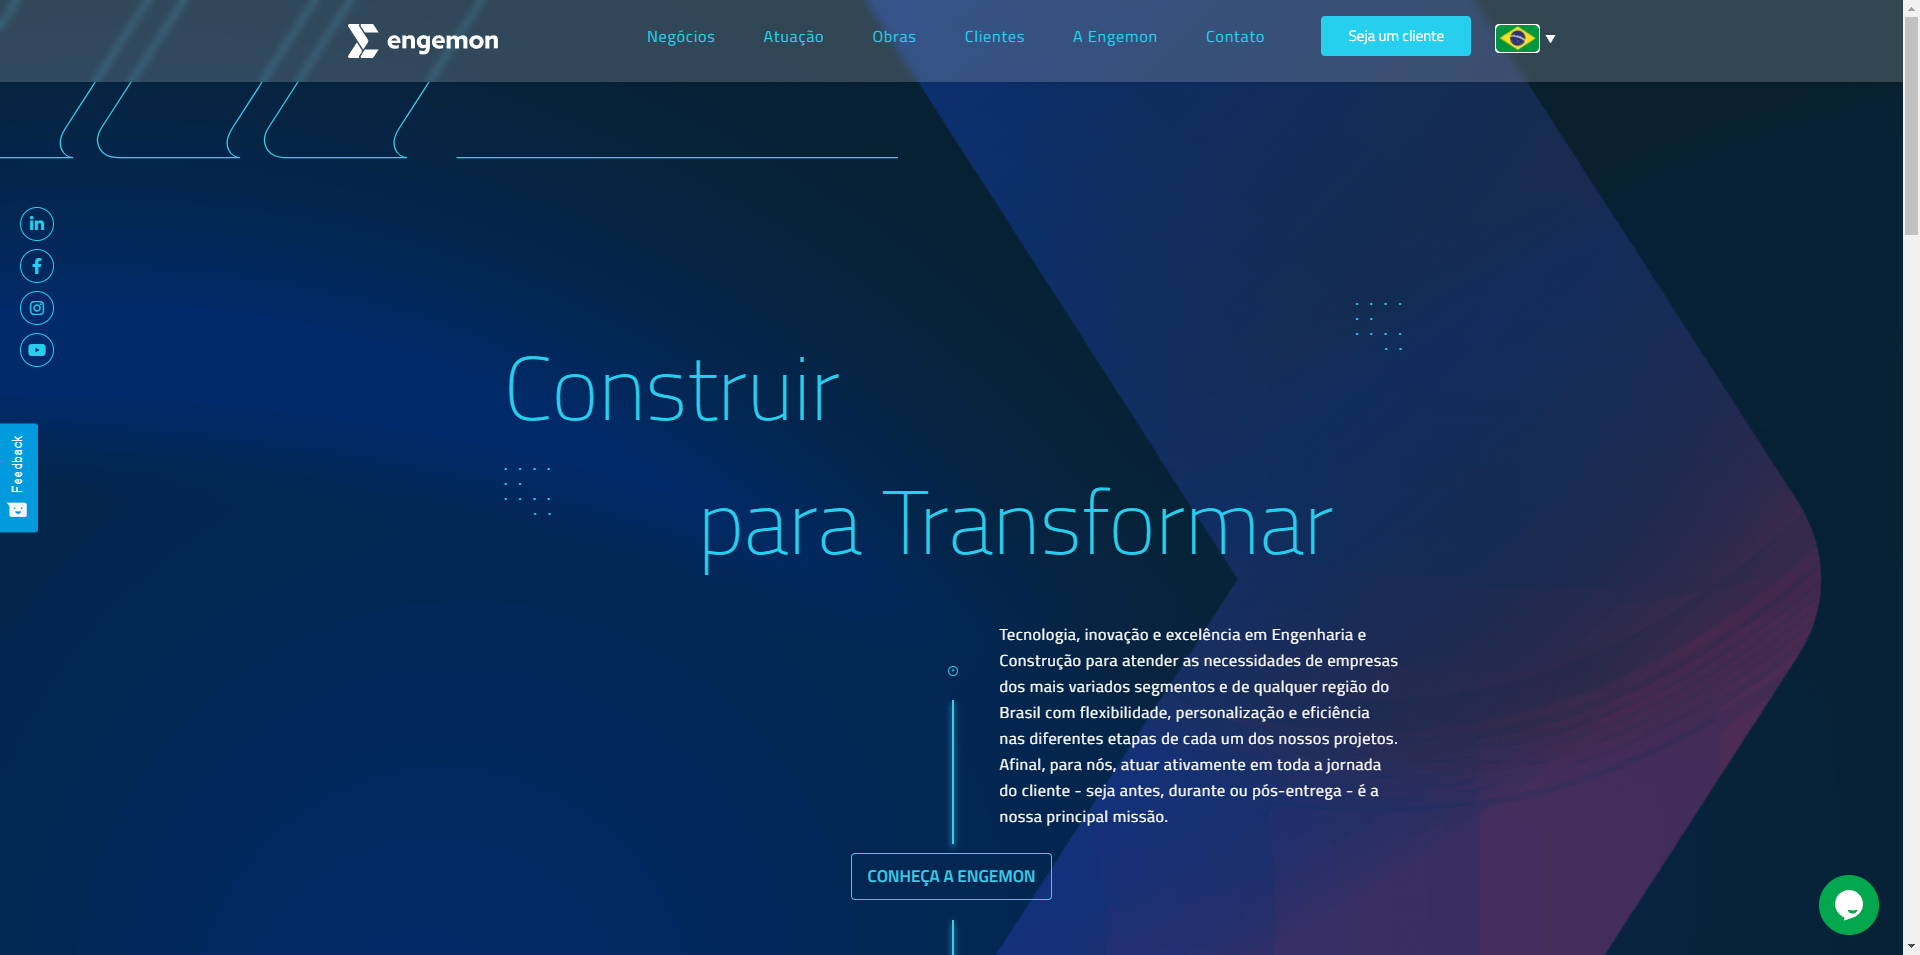 engemon
Negócios
Atuação
Obras
Clientes
A Engemon
Contato
Seja um cliente
Construir
para Transformar
Feedback
Tecnologia, inovação e excelência em Engenharia e
Construção para atender as necessidades de empresas
dos mais variados segmentos e de qualquer região do
Brasil com flexibilidade, personalização e eficiência
nas diferentes etapas de cada um dos nossos projetos.
Afinal, para nós, atuar ativamente em toda a jornada
do cliente - seja antes, durante ou pós-entrega - é a
nossa principal missão.
CONHEÇA A ENGEMON